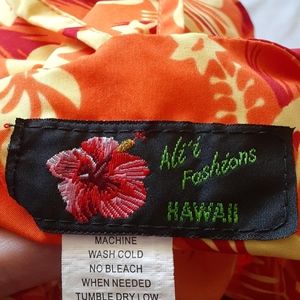 Ali'i
Fashions
HAWAII
MACHINE
WASH COLD
NO BLEACH
WHEN NEEDED
TUMBLE DRY LOW